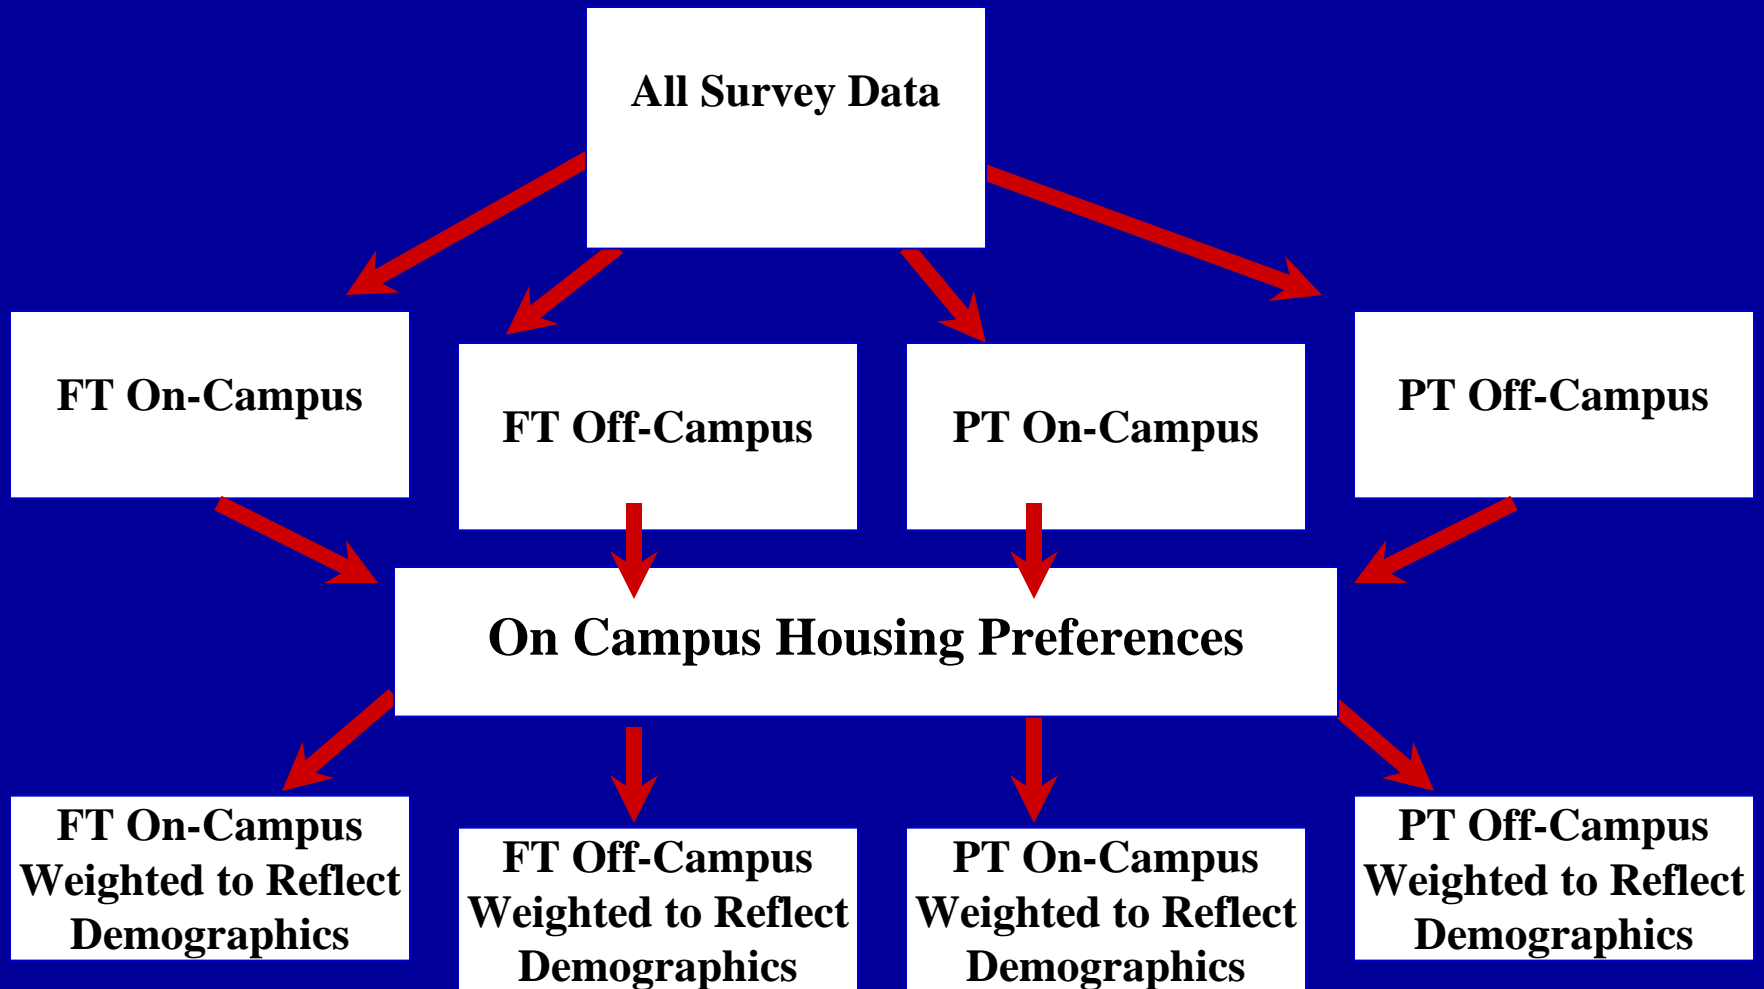 All Survey Data
FT On-Campus
FT Off-Campus
PT On-Campus
PT Off-Campus
On Campus Housing Preferences
FT On-Campus
Weighted to Reflect
Demographics
FT Off-Campus
Weighted to Reflect
Demographics
PT On-Campus
Weighted to Reflect
Demographics
PT Off-Campus
Weighted to Reflect
Demographics